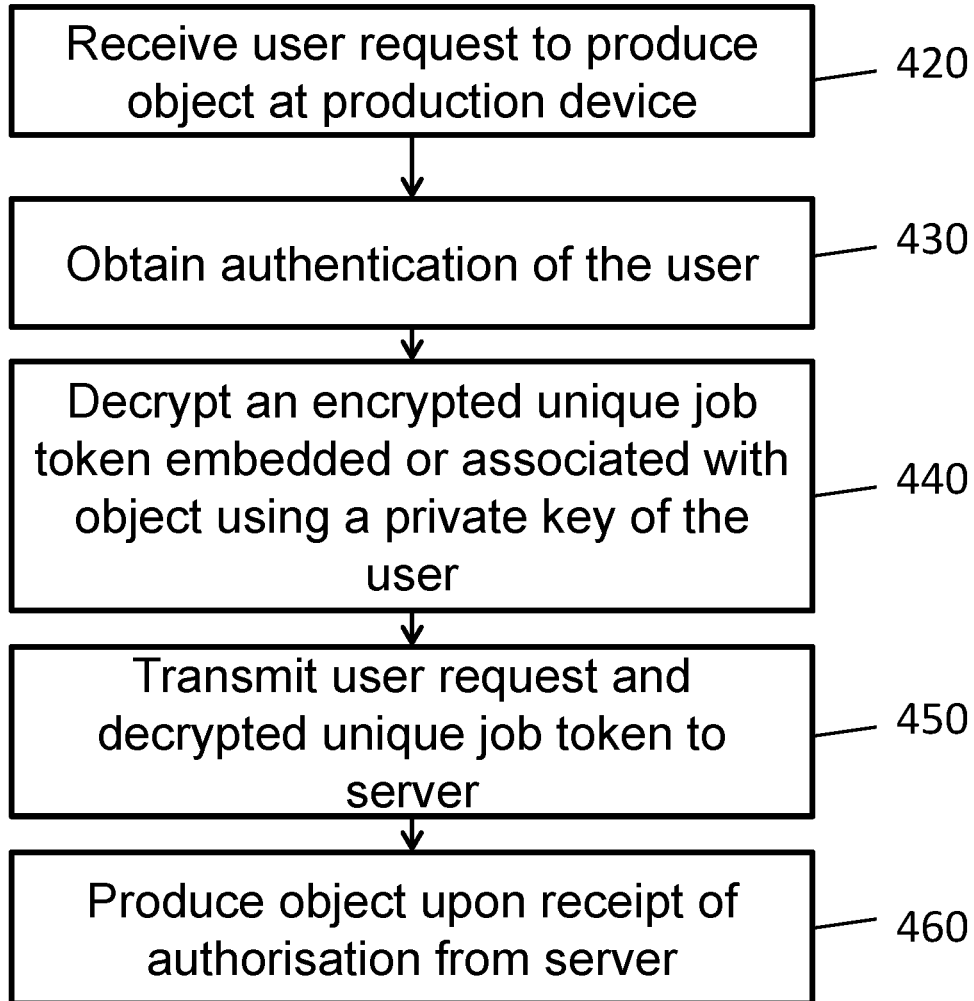 Receive user request to produce
object at production device
420
Obtain authentication of the user
430
Decrypt an encrypted unique job
token embedded or associated with
object using a private key of the
user
440
Transmit user request and
decrypted unique job token to
server
450
Produce object upon receipt of
authorisation from server
460